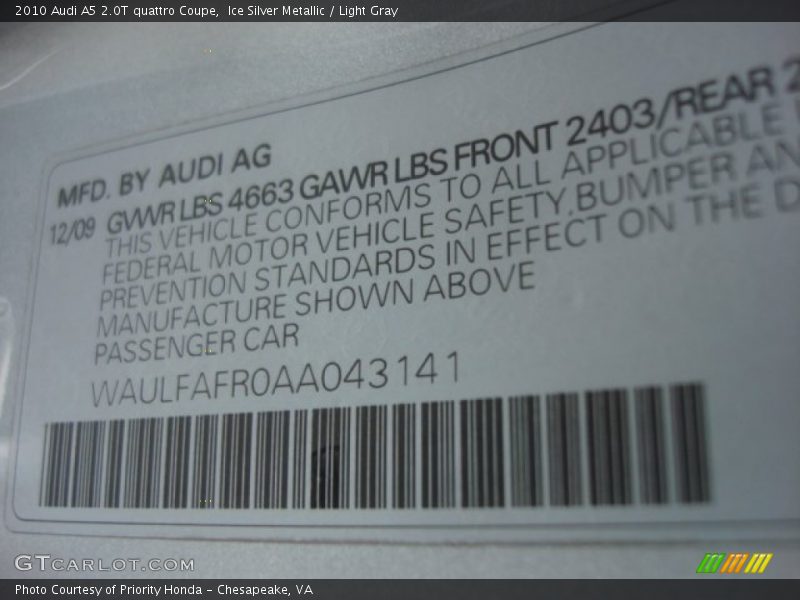 2010 Audi A5 2.0T quattro Coupe,  Ice Silver Metallic / Light Gray
MFD. BY AUDI AG
12/09 GVWR LBS 4663 GAWR LBS FRONT 2403/REAR
THIS VEHICLE CONFORMS TO ALL APPLICABLE
FEDERAL MOTOR VEHICLE SAFETY, BUMPER
PREVENTION STANDARDS IN EFFECT ON THE
MANUFACTURE SHOWN ABOVE
PASSENGER CAR
WAULFAFR0AA043141
GTCARLOT.COM
Photo Courtesy of Priority Honda - Chesapeake, VA